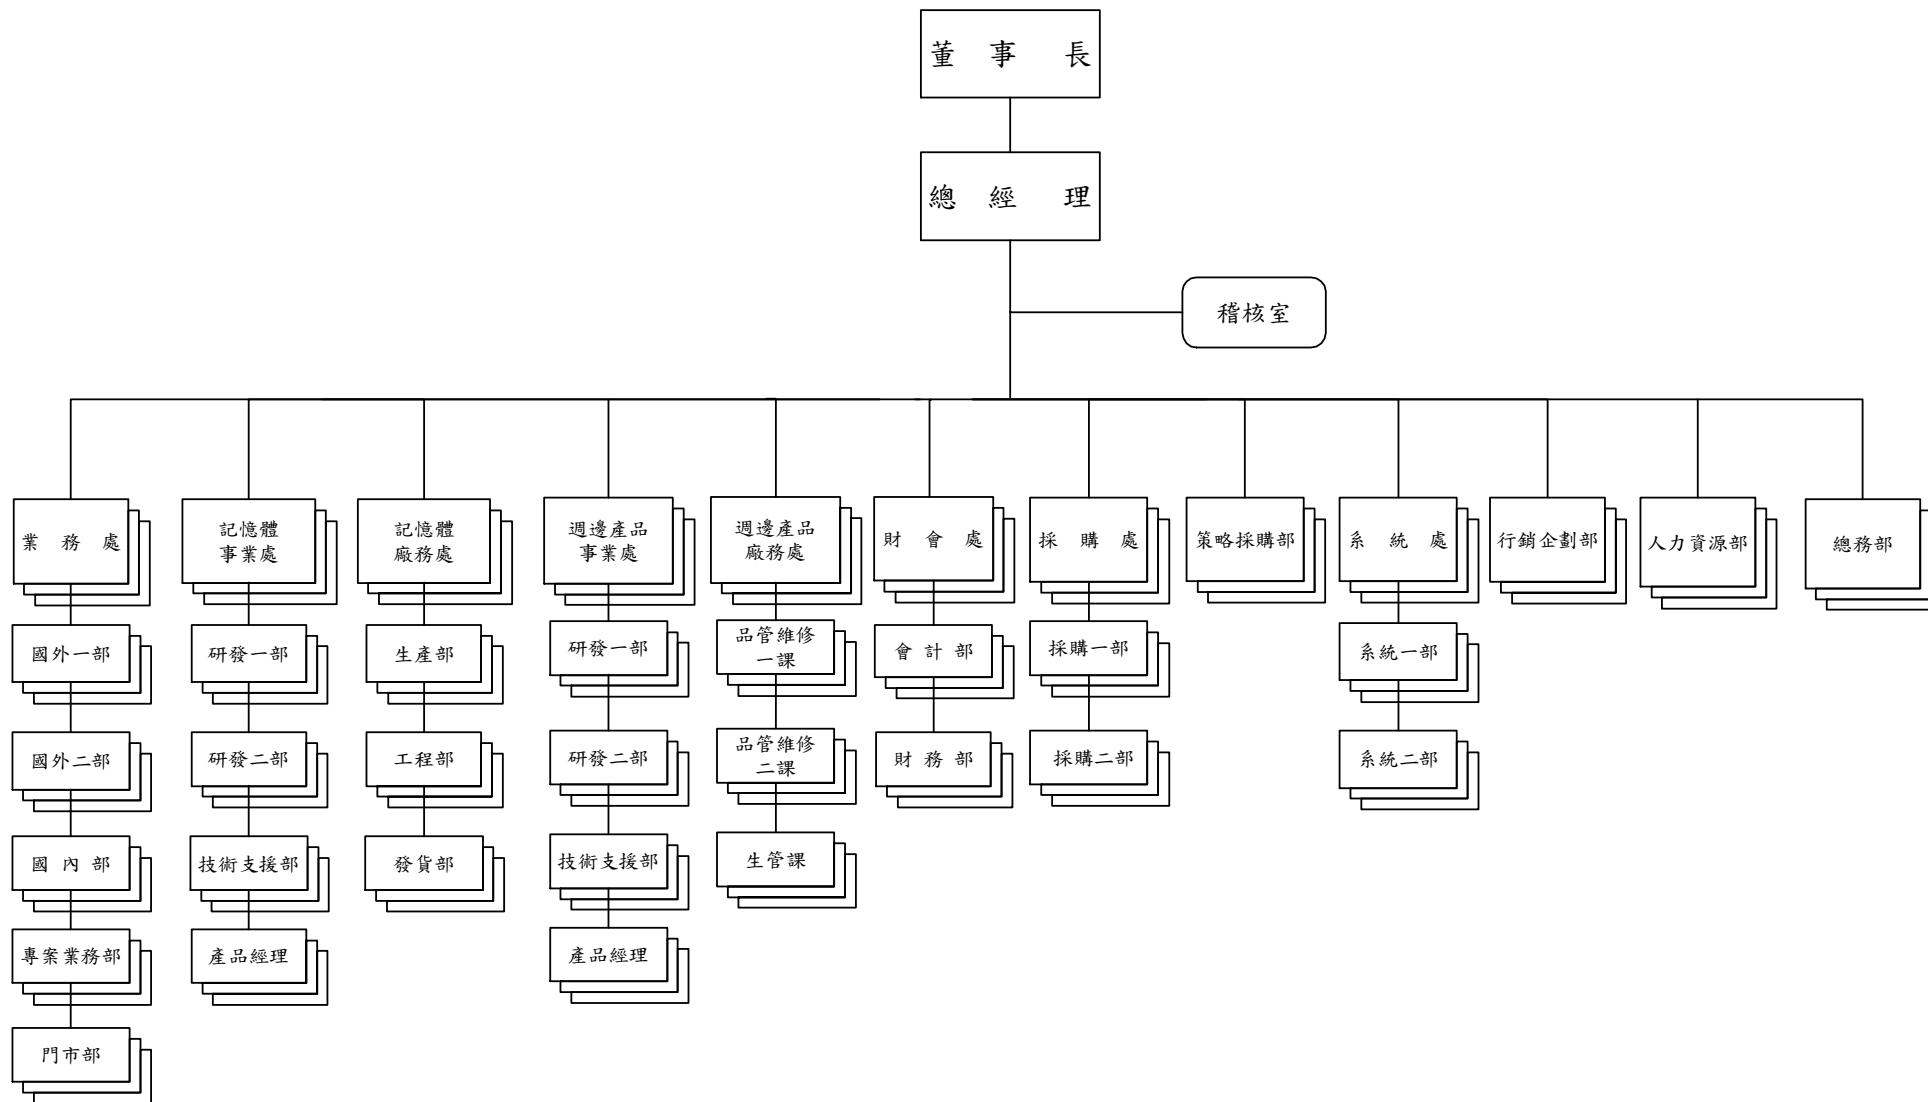 董事長
總經理
稽核室
業務處
記憶體
事業處
記憶體
廠務處
週邊產品
事業處
週邊產品
廠務處
財會處
採購處
策略採購部
系統處
行銷企劃部
人力資源部
總務部
國外一部
研發一部
生產部
研發一部
品管維修
一課
會計部
採購一部
系統一部
國外二部
研發二部
工程部
研發二部
品管維修
二課
財務部
採購二部
系統二部
國內部
技術支援部
發貨部
技術支援部
生管課
專案業務部
產品經理
產品經理
門市部